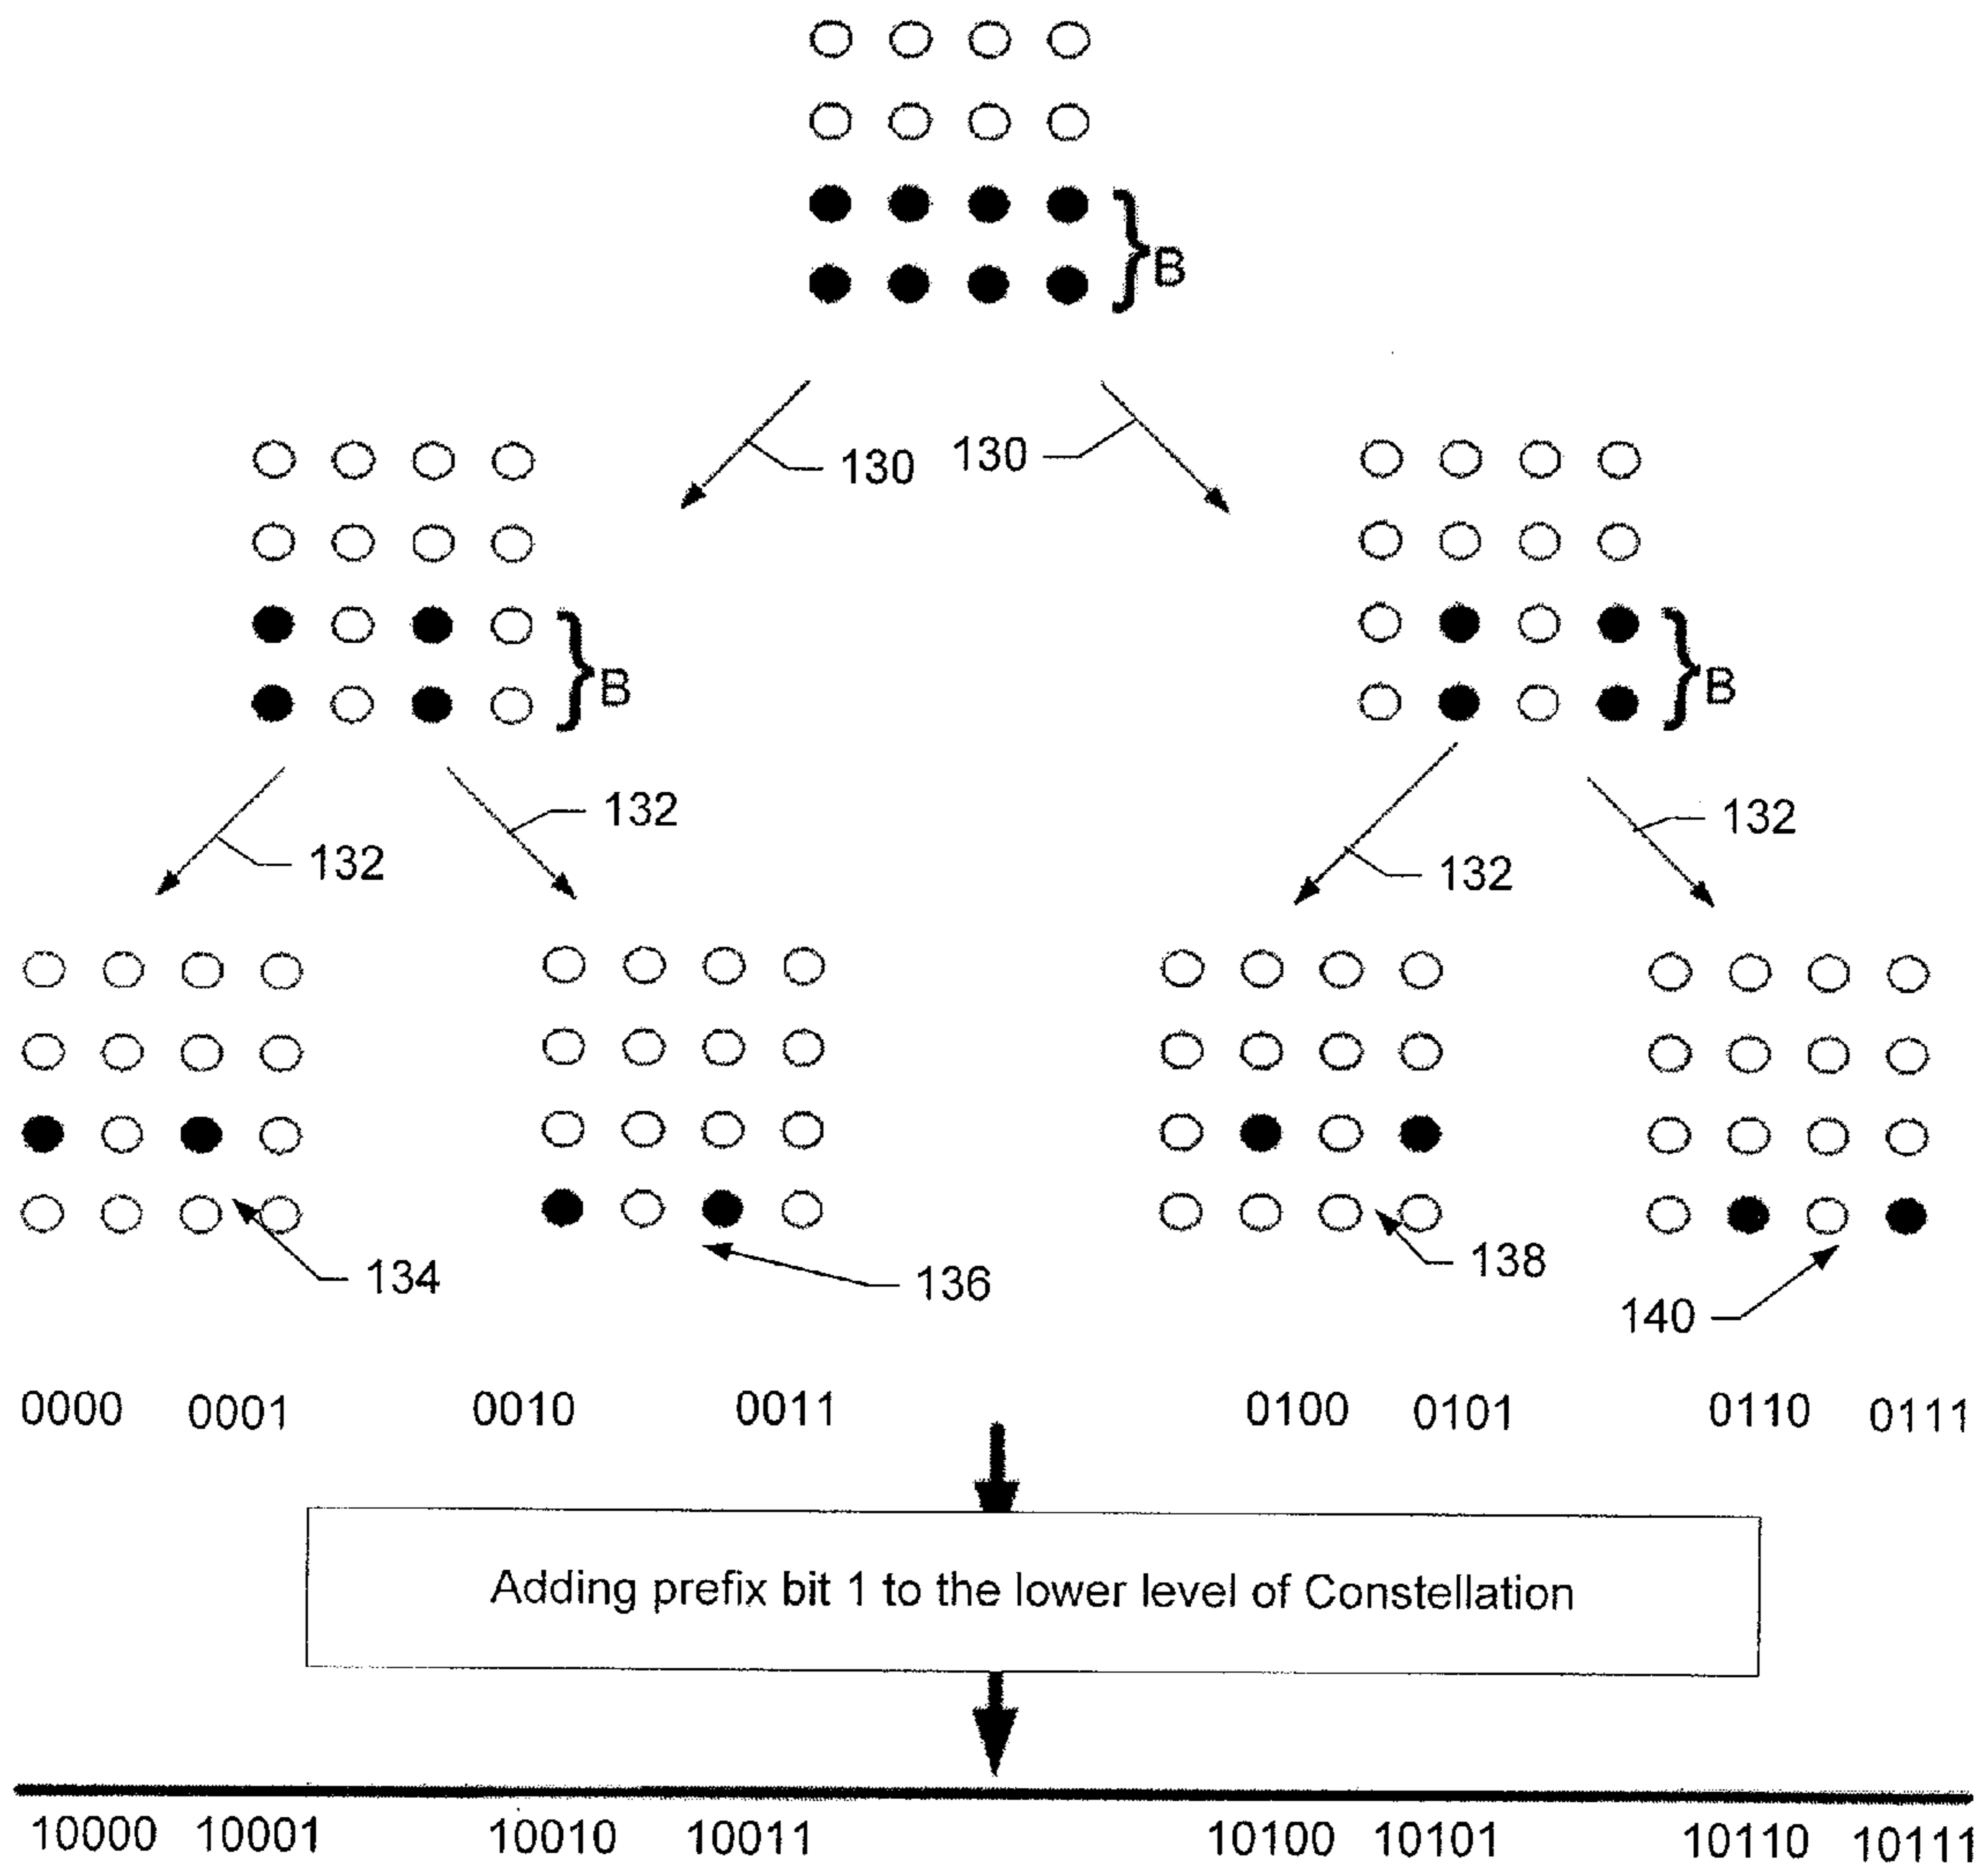 B
130 130
B
B
132
132
132
132
134
136
138
140
0000 0001 0010 0011 0100 0101 0110 0111
Adding prefix bit 1 to the lower level of Constellation
10000 10001 10010 10011 10100 10101 10110 10111